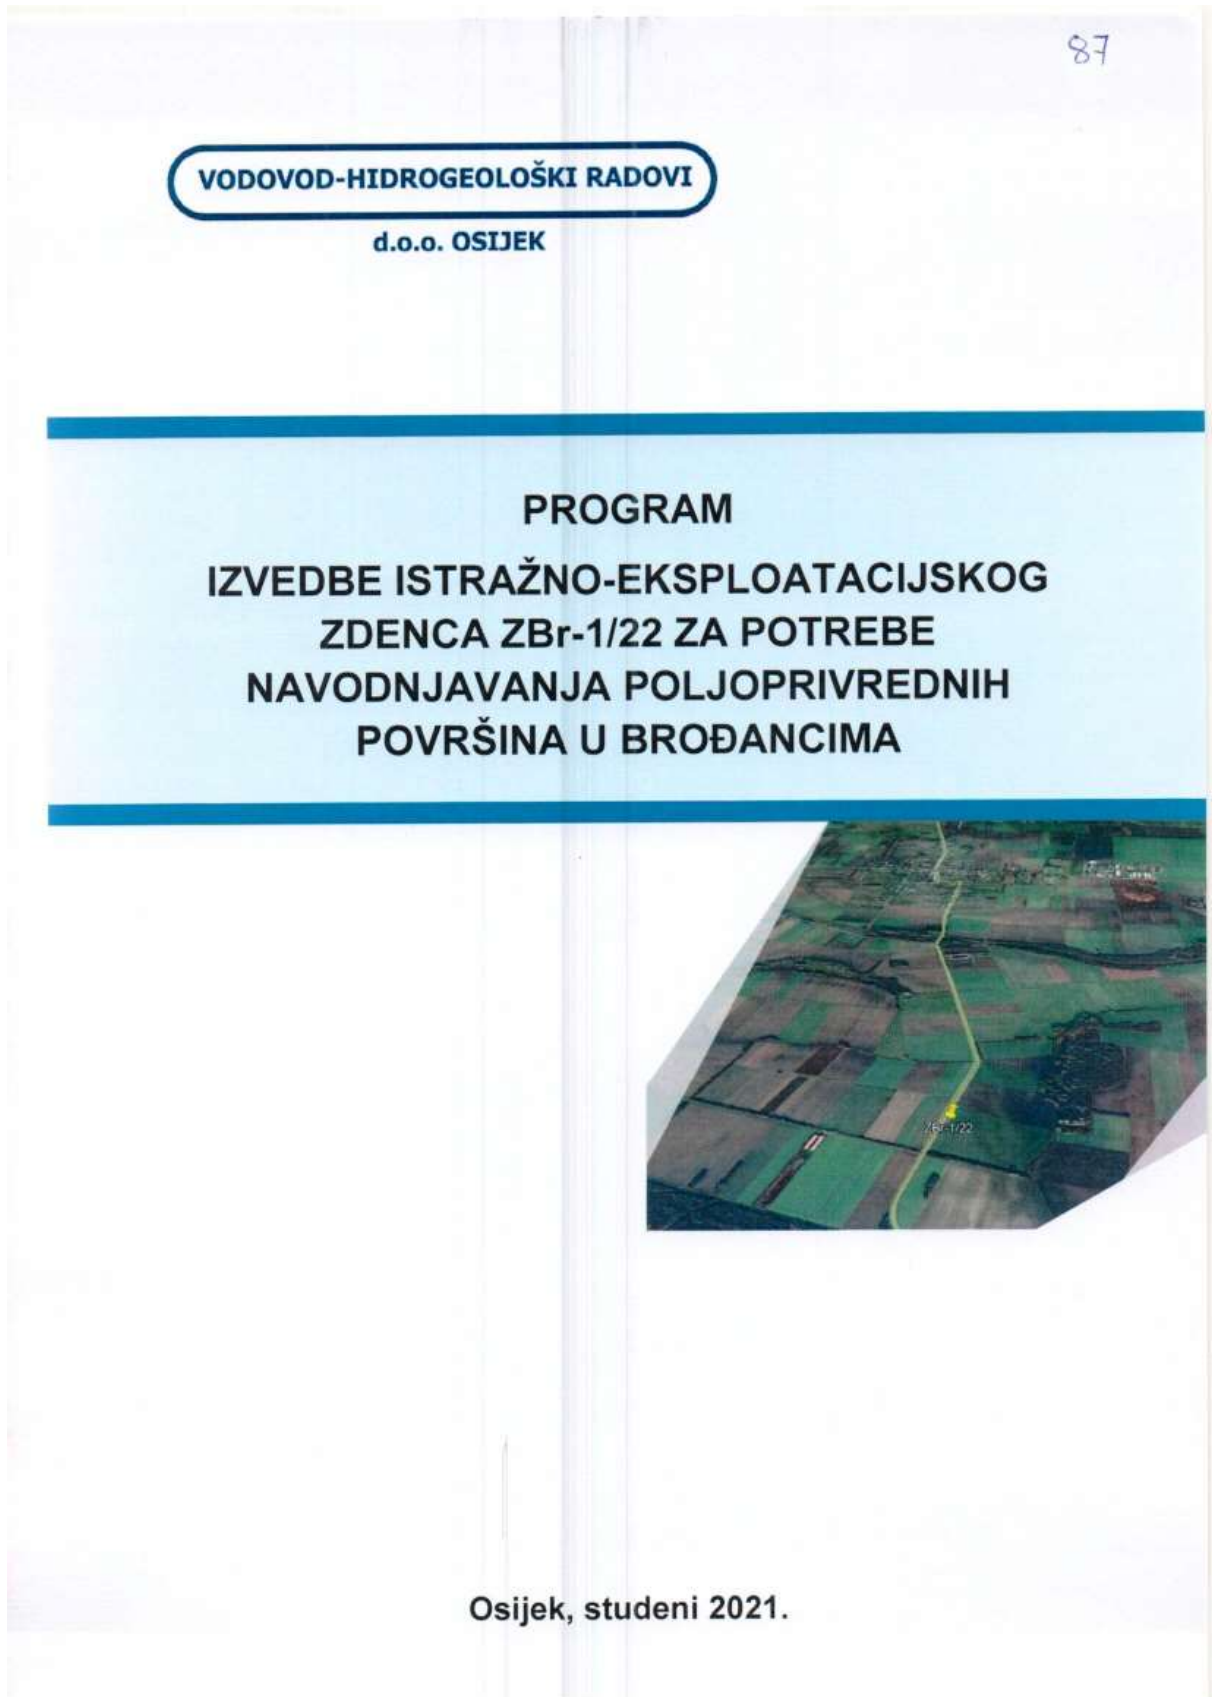 87
VODOVOD-HIDROGEOLOŠKI RADOVI
d.o.o. OSIJEK
PROGRAM
IZVEDBE ISTRAŽNO-EKSPLOATACIJSKOG
ZDENCA ZBr-1/22 ZA POTREBE
NAVODNJAVANJA POLJOPRIVREDNIH
POVRŠINA U BROĐANCIMA
ZBr-1/22
Osijek, studeni 2021.